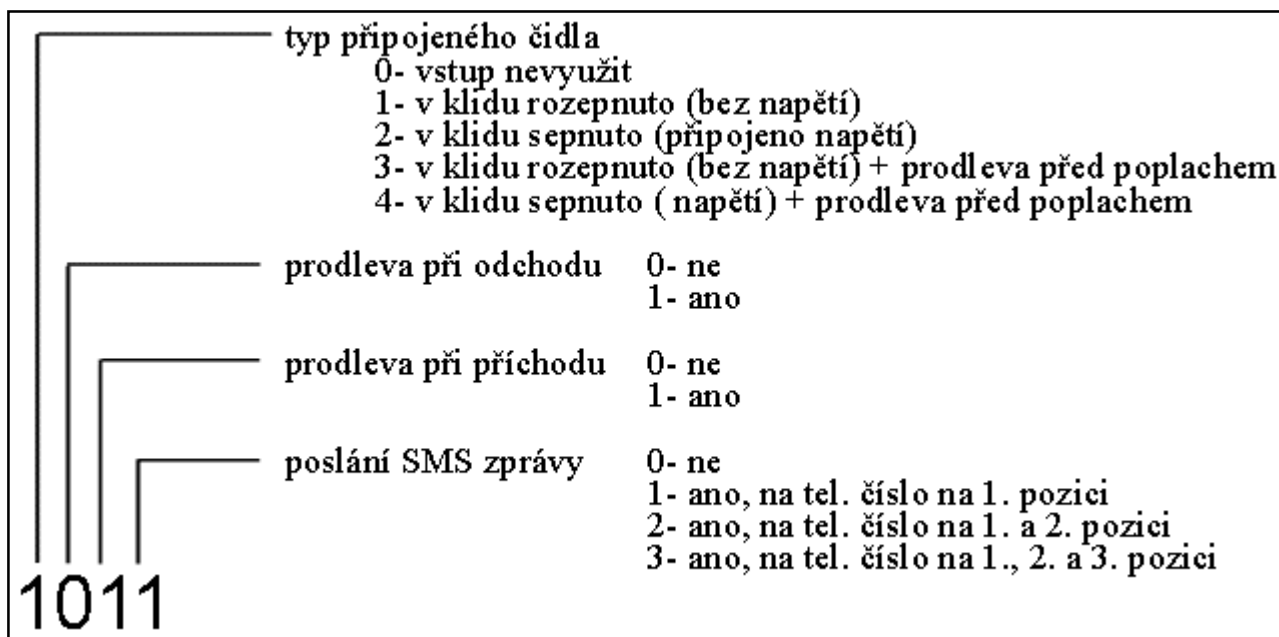 typ připojeného čidla
0- vstup nevyužit
1- v klidu rozepnuto (bez napětí)
2- v klidu sepnuto (připojeno napětí)
3- v klidu rozepnuto (bez napětí) + prodleva před poplachem
4- v klidu sepnuto ( napětí) + prodleva před poplachem
prodleva při odchodu 0- ne
1- ano
prodleva při příchodu 0- ne
1- ano
poslání SMS zprávy 0- ne
1- ano, na tel. číslo na 1. pozici
2- ano, na tel. číslo na 1. a 2. pozici
3- ano, na tel. číslo na 1., 2. a 3. pozici
1011